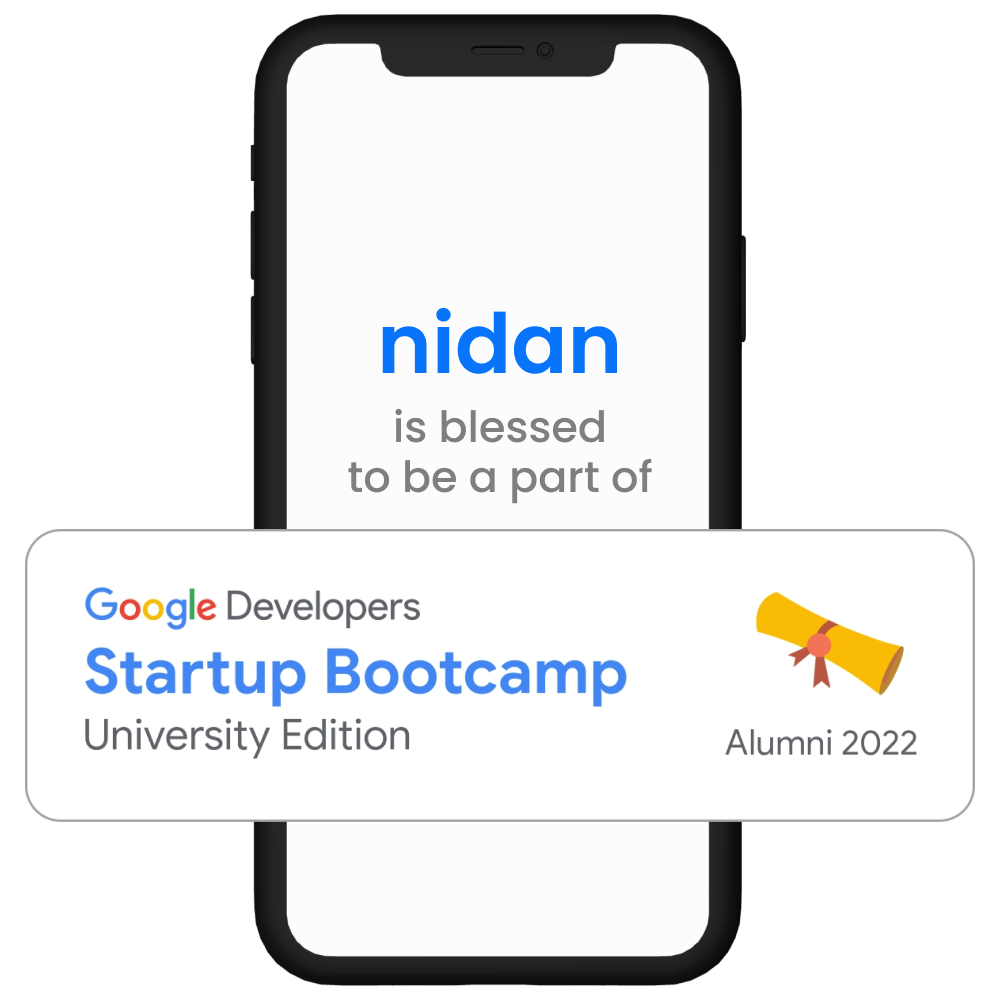 nidan
is blessed
to be a part of
Google Developers
Startup Bootcamp
University Edition
Alumni 2022